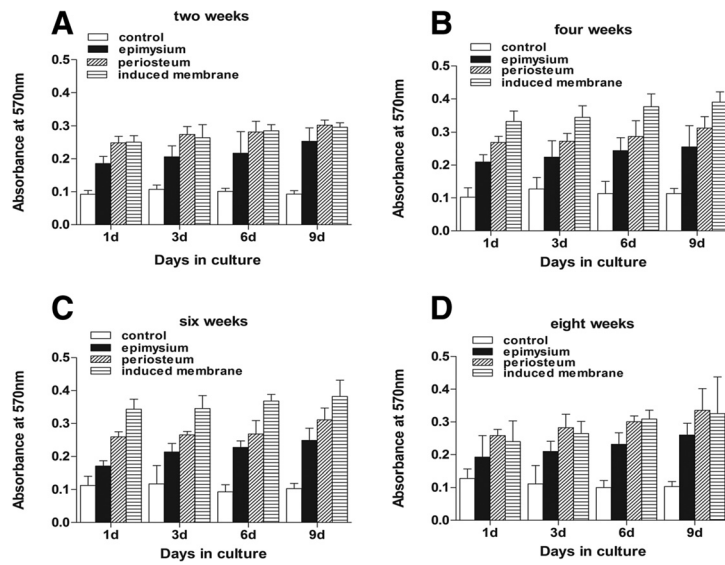 A
two weeks
control
epimysium
periosteum
induced membrane
Absorbance at 570nm
0.5
0.4
0.3
0.2
0.1
0.0
1d 3d 6d 9d
Days in culture
B
four weeks
control
epimysium
periosteum
induced membrane
Absorbance at 570nm
0.5
0.4
0.3
0.2
0.1
0.0
1d 3d 6d 9d
Days in culture
C
six weeks
control
epimysium
periosteum
induced membrane
Absorbance at 570nm
0.5
0.4
0.3
0.2
0.1
0.0
1d 3d 6d 9d
Days in culture
D
eight weeks
control
epimysium
periosteum
induced membrane
Absorbance at 570nm
0.5
0.4
0.3
0.2
0.1
0.0
1d 3d 6d 9d
Days in culture